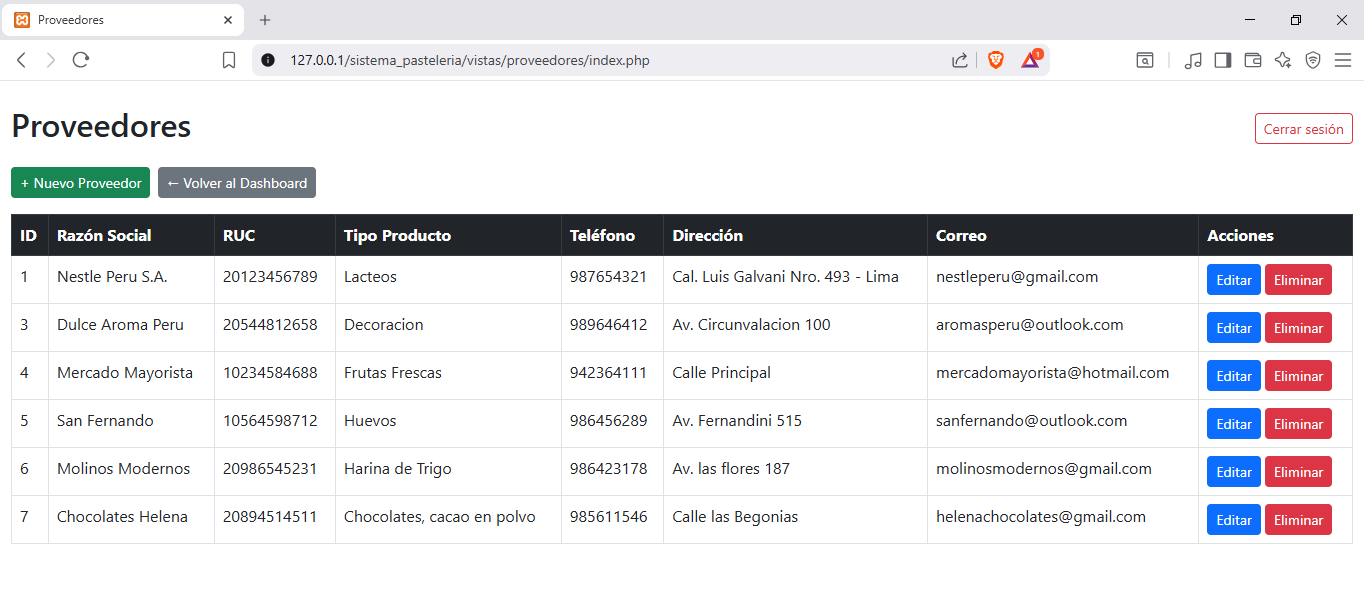 Proveedores
127.0.0.1/sistema_pasteleria/vistas/proveedores/index.php
1
Proveedores
Cerrar sesión
+ Nuevo Proveedor
← Volver al Dashboard
ID Razón Social RUC Tipo Producto Teléfono Dirección Correo Acciones
1 Nestle Peru S.A. 20123456789 Lacteos 987654321 Cal. Luis Galvani Nro. 493 - Lima nestleperu@gmail.com Editar Eliminar
3 Dulce Aroma Peru 20544812658 Decoracion 989646412 Av. Circunvalacion 100 aromasperu@outlook.com Editar Eliminar
4 Mercado Mayorista 10234584688 Frutas Frescas 942364111 Calle Principal mercadomayorista@hotmail.com Editar Eliminar
5 San Fernando 10564598712 Huevos 986456289 Av. Fernandini 515 sanfernando@outlook.com Editar Eliminar
6 Molinos Modernos 20986545231 Harina de Trigo 986423178 Av. las flores 187 molinosmodernos@gmail.com Editar Eliminar
7 Chocolates Helena 20894514511 Chocolates, cacao en polvo 985611546 Calle las Begonias helenachocolates@gmail.com Editar Eliminar